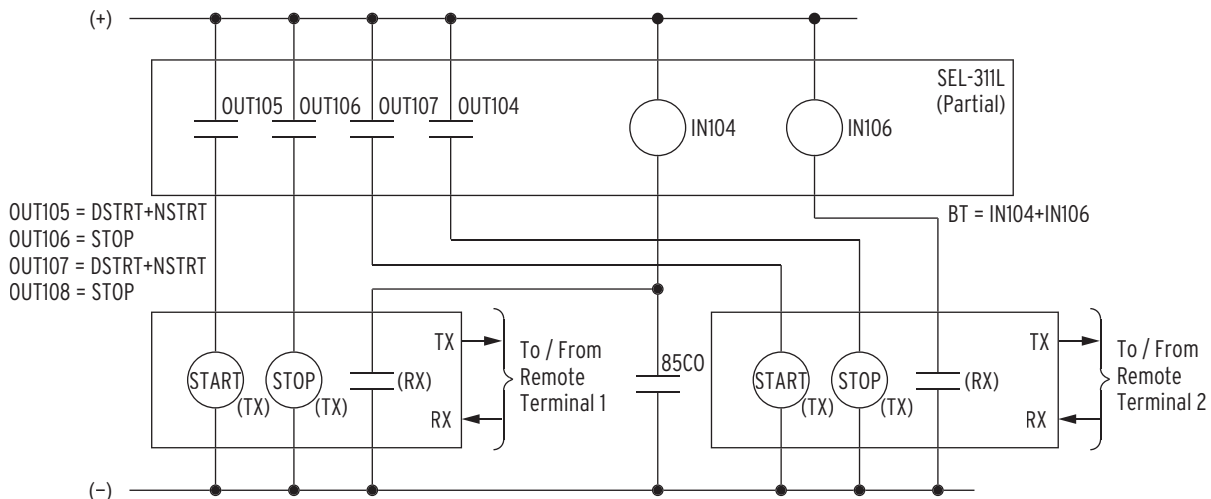 (+)
SEL-311L
(Partial)
OUT105
OUT106
OUT107
OUT104
IN104
IN106
OUT105 = DSTRT+NSTRT
OUT106 = STOP
OUT107 = DSTRT+NSTRT
OUT108 = STOP
BT = IN104+IN106
START
(TX)
STOP
(TX)
(RX)
TX
RX
To / From
Remote
Terminal 1
85CO
START
(TX)
STOP
(TX)
(RX)
TX
RX
To / From
Remote
Terminal 2
(–)